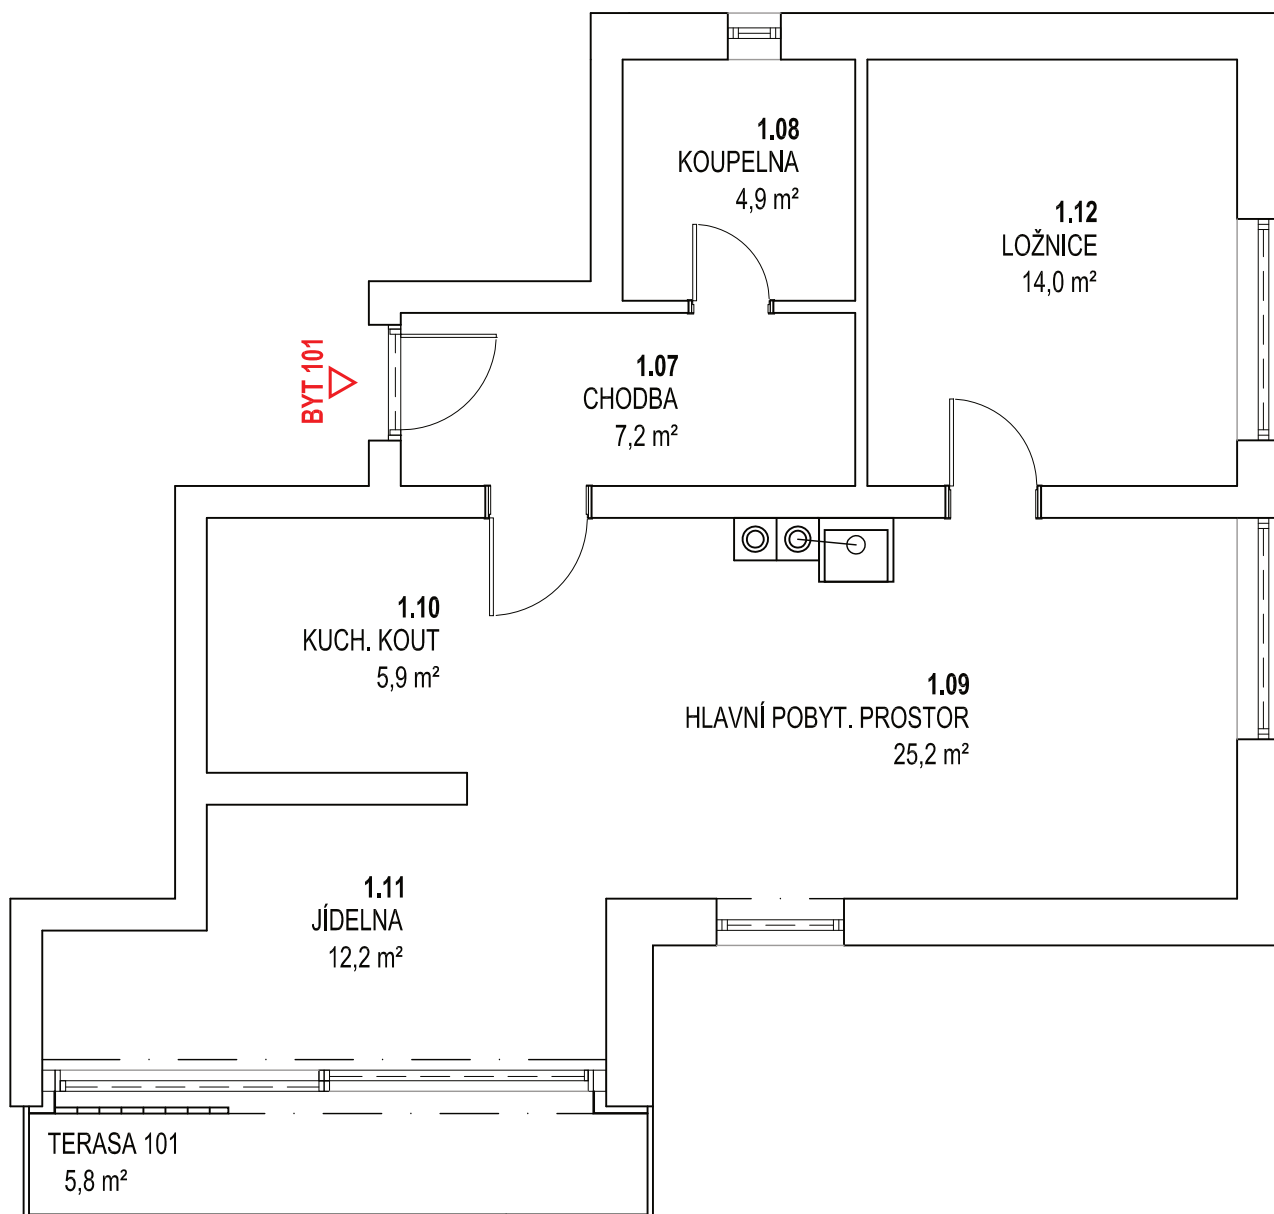 1.08
KOUPELNA
4,9 m²
1.12
LOŽNICE
14,0 m²
BYT 101
1.07
CHODBA
7,2 m²
1.10
KUCH. KOUT
5,9 m²
1.09
HLAVNÍ POBYT. PROSTOR
25,2 m²
1.11
JÍDELNA
12,2 m²
TERASA 101
5,8 m²